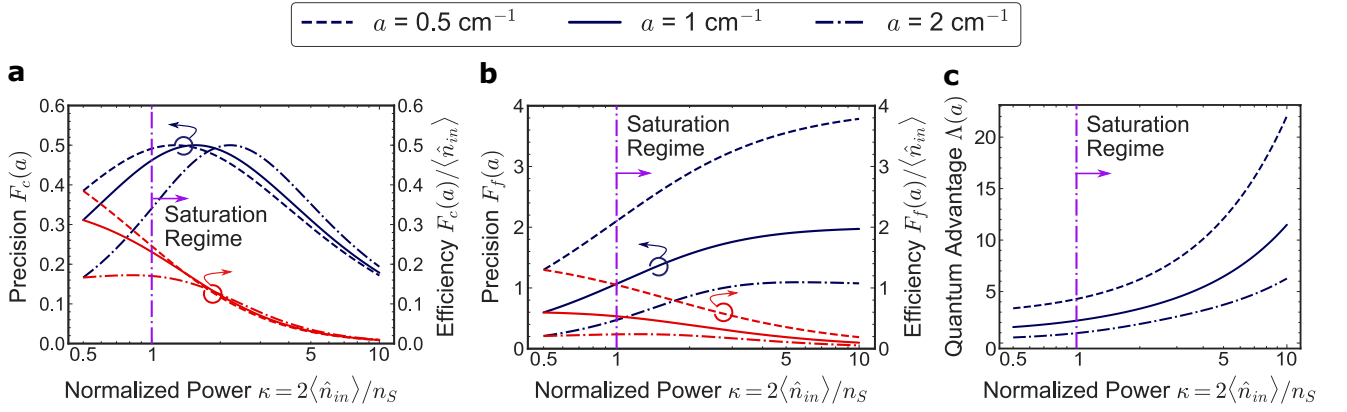 a = 0.5 cm⁻¹ a = 1 cm⁻¹ a = 2 cm⁻¹
a
Precision F_c(a)
0.6
0.5
0.4
0.3
0.2
0.1
0.0
Saturation
Regime
0.6
0.5
0.4
0.3
0.2
0.1
0.0
Efficiency F_c(a)/⟨n̂_in⟩
0.5 1 5 10
Normalized Power κ = 2⟨n̂_in⟩/n_S
b
Precision F_f(a)
4
3
2
1
0
Saturation
Regime
4
3
2
1
0
Efficiency F_f(a)/⟨n̂_in⟩
0.5 1 5 10
Normalized Power κ = 2⟨n̂_in⟩/n_S
c
Quantum Advantage Λ(a)
20
15
10
5
0
Saturation
Regime
0.5 1 5 10
Normalized Power κ = 2⟨n̂_in⟩/n_S